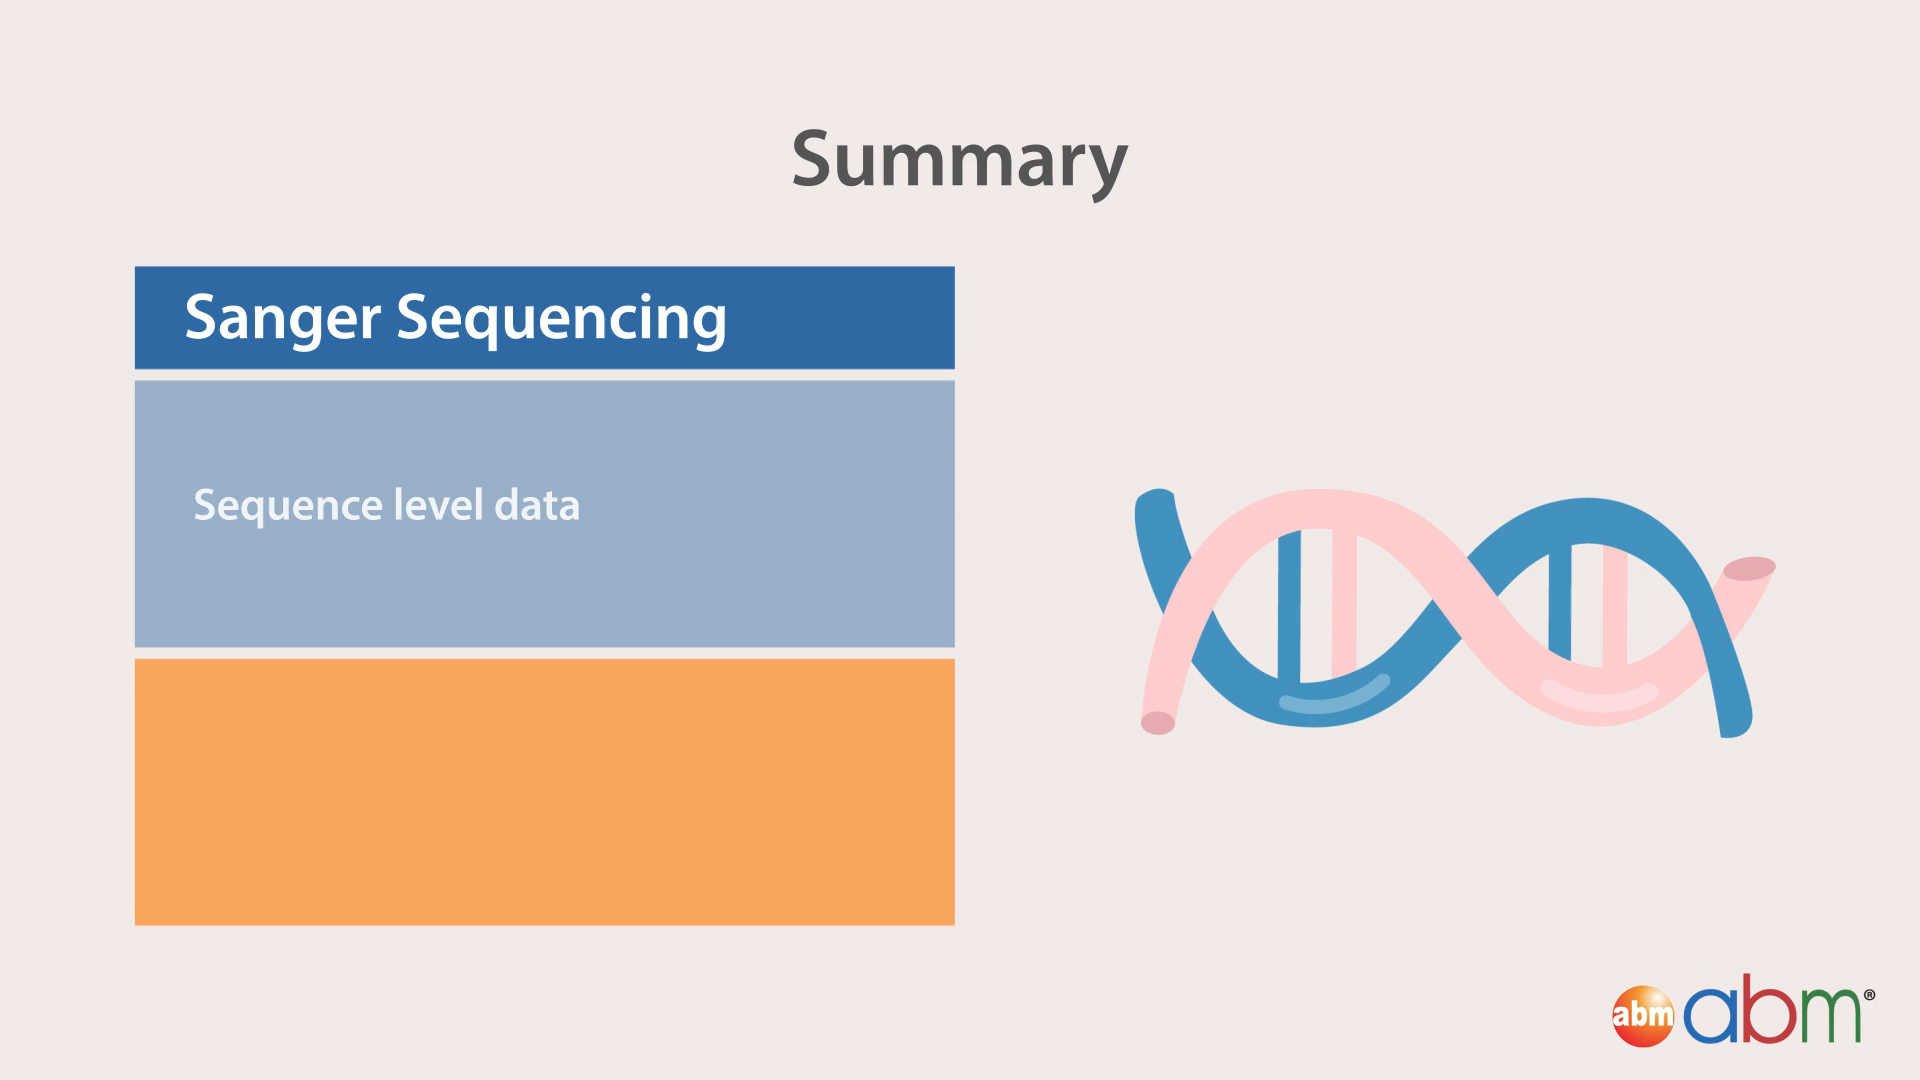 Summary
Sanger Sequencing
Sequence level data
abm abm®